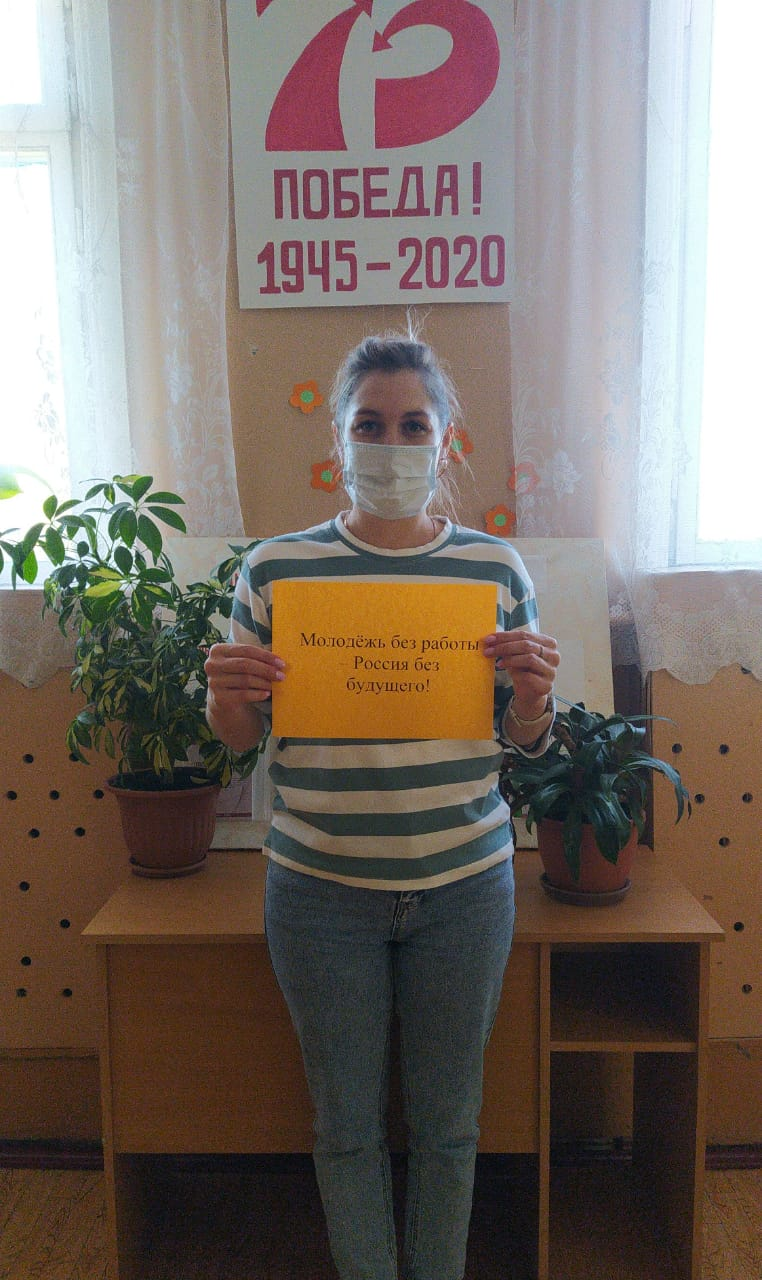 75
ПОБЕДА!
1945-2020
Молодёжь без работы
– Россия без
будущего!